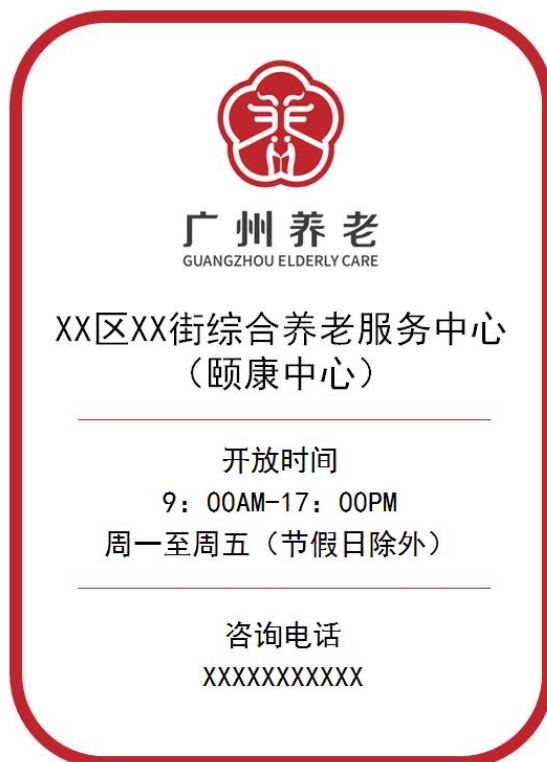 广州养老
GUANGZHOU ELDERLY CARE
XX区XX街综合养老服务中心
（颐康中心）
开放时间
9：00AM-17：00PM
周一至周五（节假日除外）
咨询电话
XXXXXXXXXXX